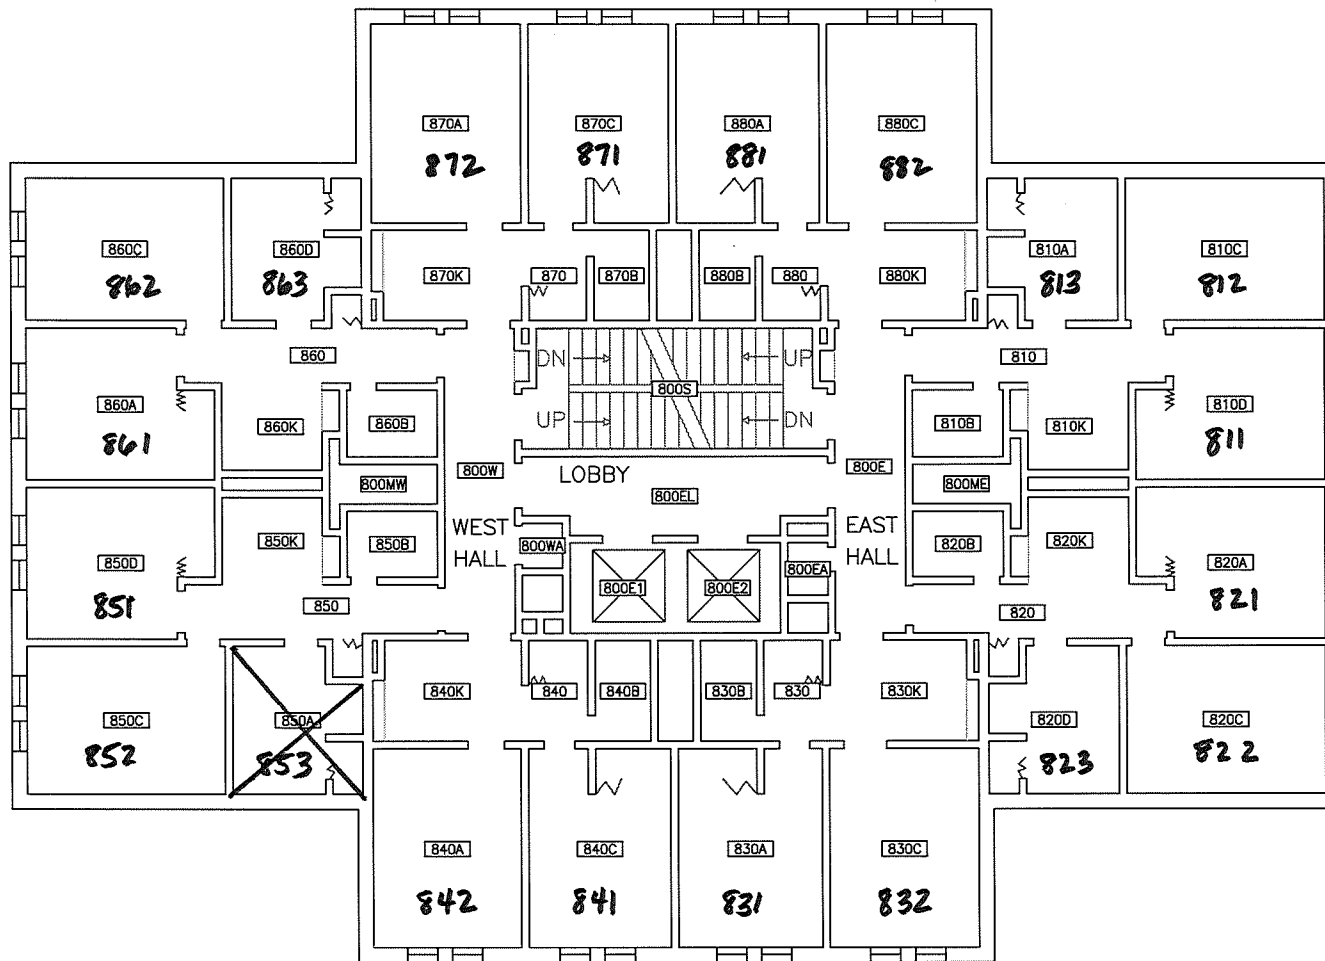 870A 870C 880A 880C
872 871 881 882
860C 860D 810A 810C
862 863 813 812
870K 870 870B 880B 880 880K
860 810
DN UP
800S
UP DN
860A 810D
861 811
860K 860B 810B 810K
800W LOBBY 800E
800MW 800EL 800ME
WEST HALL
EAST HALL
850K 850B 800WA 820B 820K
800EA
850D 820A
851 821
800E1 800E2
850 820
840K 840 840B 830B 830 830K
850C 850A 820D 820C
852 853 823 822
840A 840C 830A 830C
842 841 831 832